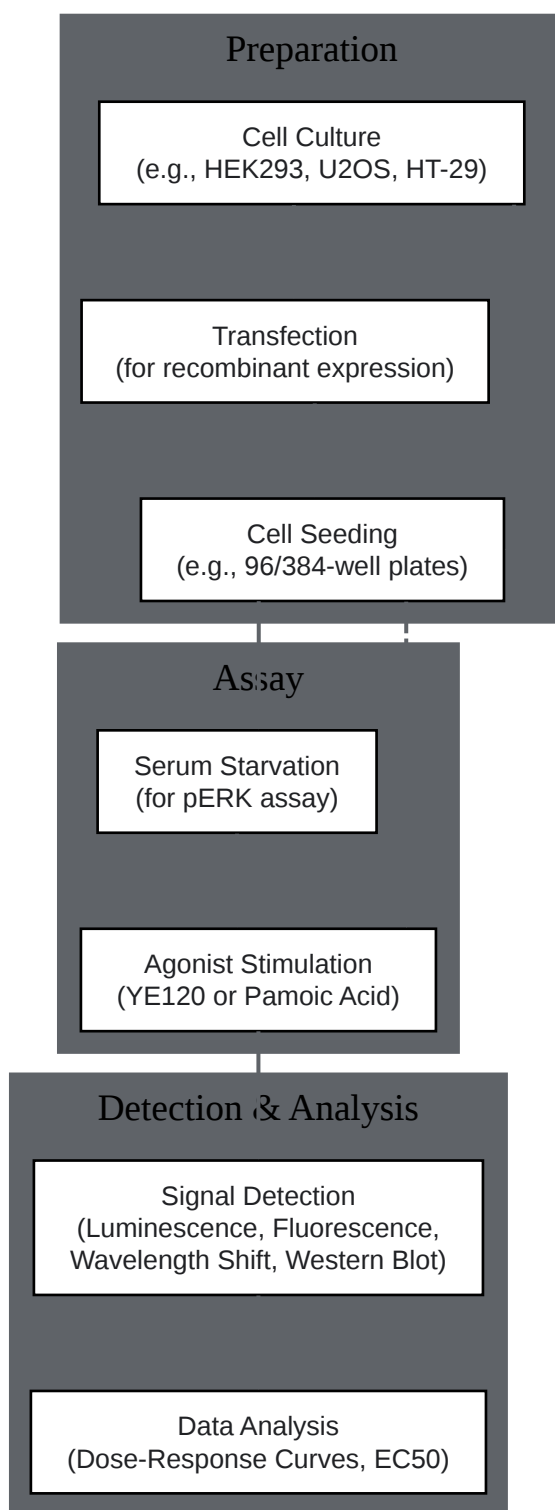 Preparation
Cell Culture
(e.g., HEK293, U2OS, HT-29)
Transfection
(for recombinant expression)
Cell Seeding
(e.g., 96/384-well plates)
Assay
Serum Starvation
(for pERK assay)
Agonist Stimulation
(YE120 or Pamoic Acid)
Detection & Analysis
Signal Detection
(Luminescence, Fluorescence,
Wavelength Shift, Western Blot)
Data Analysis
(Dose-Response Curves, EC50)